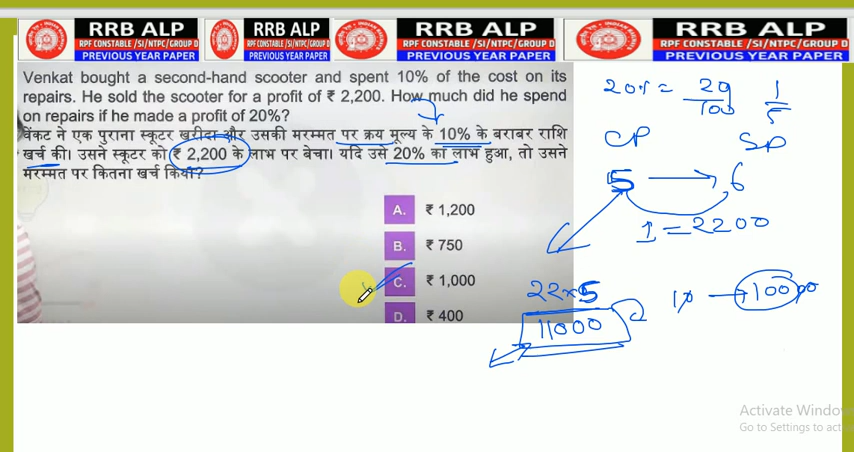 RRB ALP RRB ALP RRB ALP RRB ALP
RPF CONSTABLE /SI/NTPC/GROUP D RPF CONSTABLE /SI/NTPC/GROUP D RPF CONSTABLE /SI/NTPC/GROUP D RPF CONSTABLE /SI/NTPC/GROUP D
PREVIOUS YEAR PAPER PREVIOUS YEAR PAPER PREVIOUS YEAR PAPER PREVIOUS YEAR PAPER
Venkat bought a second-hand scooter and spent 10% of the cost on its
repairs. He sold the scooter for a profit of ₹ 2,200. How much did he spend
on repairs if he made a profit of 20%?
वेंकट ने एक पुराना स्कूटर खरीदा और उसकी मरम्मत पर क्रय मूल्य के 10% के बराबर राशि
खर्च की। उसने स्कूटर को ₹ 2,200 के लाभ पर बेचा। यदि उसे 20% का लाभ हुआ, तो उसने
मरम्मत पर कितना खर्च किया?
A. ₹ 1,200
B. ₹ 750
C. ₹ 1,000
D. ₹ 400
20% = 20/100 1/5
CP SP
5 → 6
1 = 2200
22×5
11000
Activate Window
Go to Settings to act